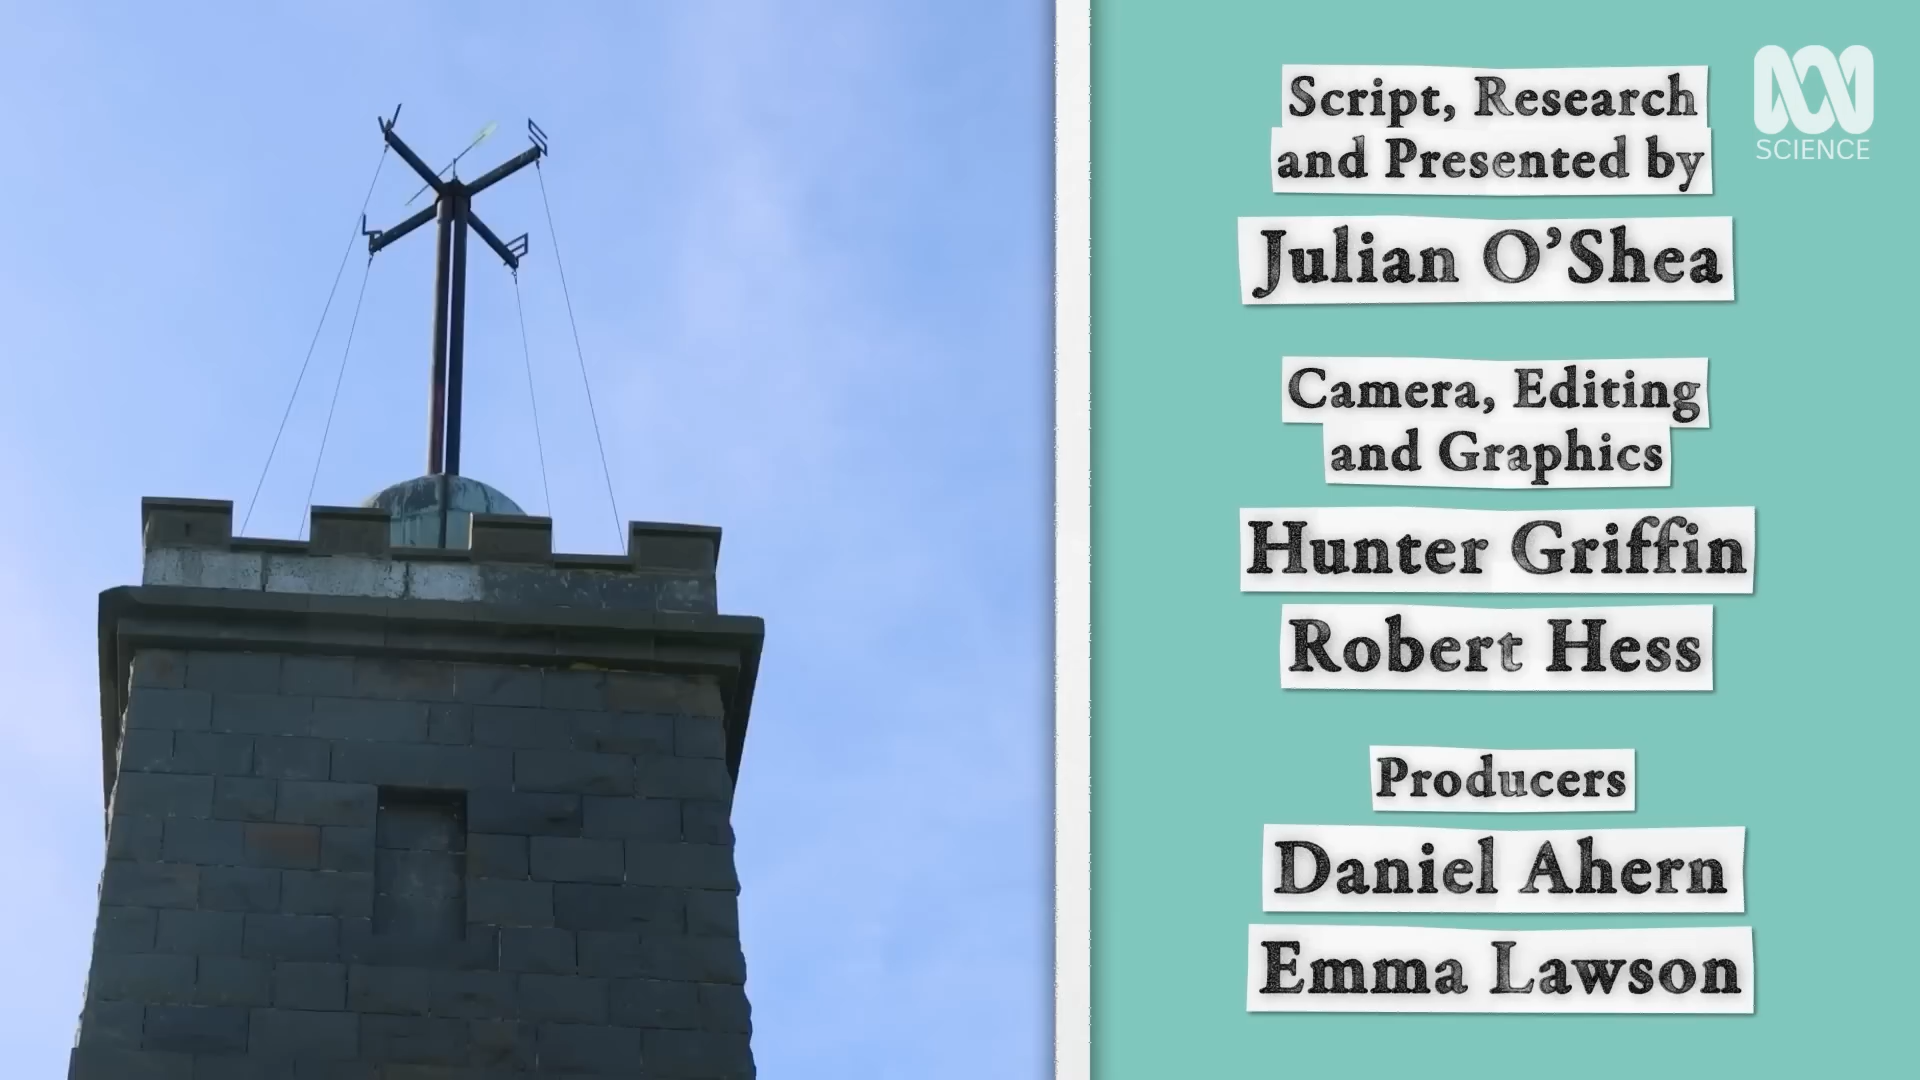 Script, Research
and Presented by
Julian O'Shea
Camera, Editing
and Graphics
Hunter Griffin
Robert Hess
Producers
Daniel Ahern
Emma Lawson
SCIENCE